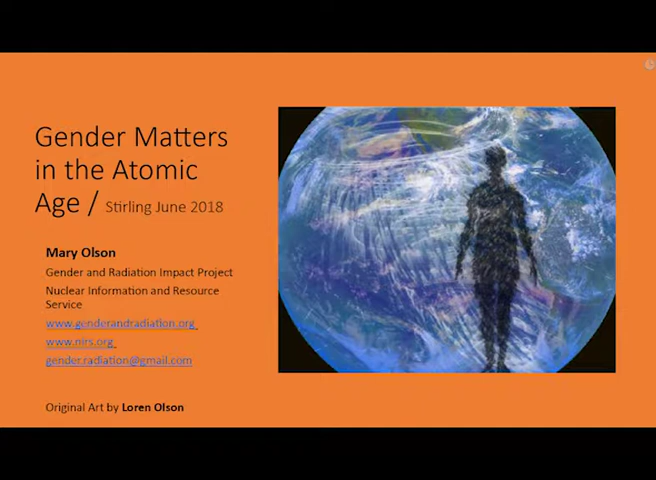 Gender Matters
in the Atomic
Age / Stirling June 2018
Mary Olson
Gender and Radiation Impact Project
Nuclear Information and Resource
Service
www.genderandradiation.org
www.nirs.org
gender.radiation@gmail.com
Original Art by Loren Olson